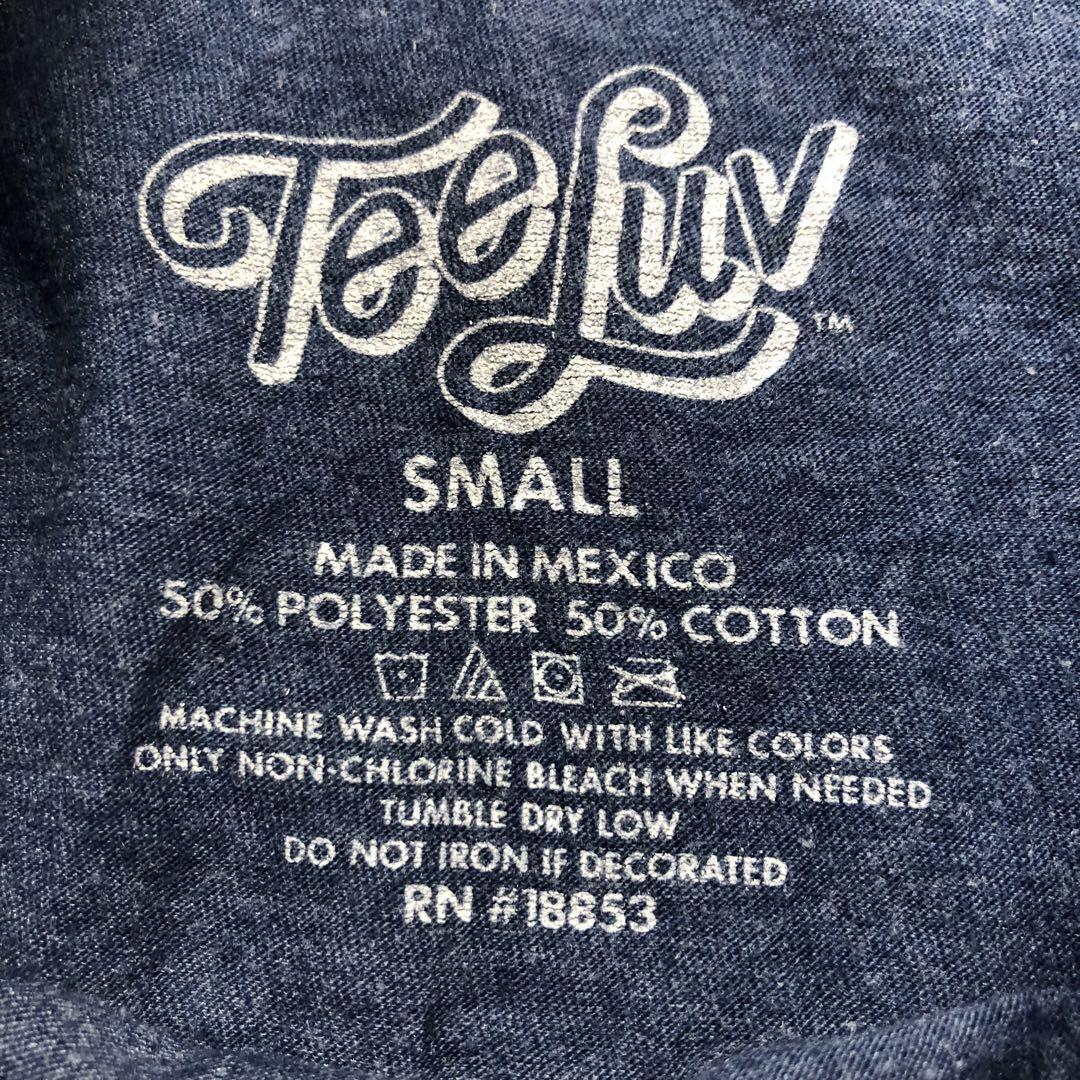 TeeLuv™
SMALL
MADE IN MEXICO
50% POLYESTER 50% COTTON
MACHINE WASH COLD WITH LIKE COLORS
ONLY NON-CHLORINE BLEACH WHEN NEEDED
TUMBLE DRY LOW
DO NOT IRON IF DECORATED
RN #18853